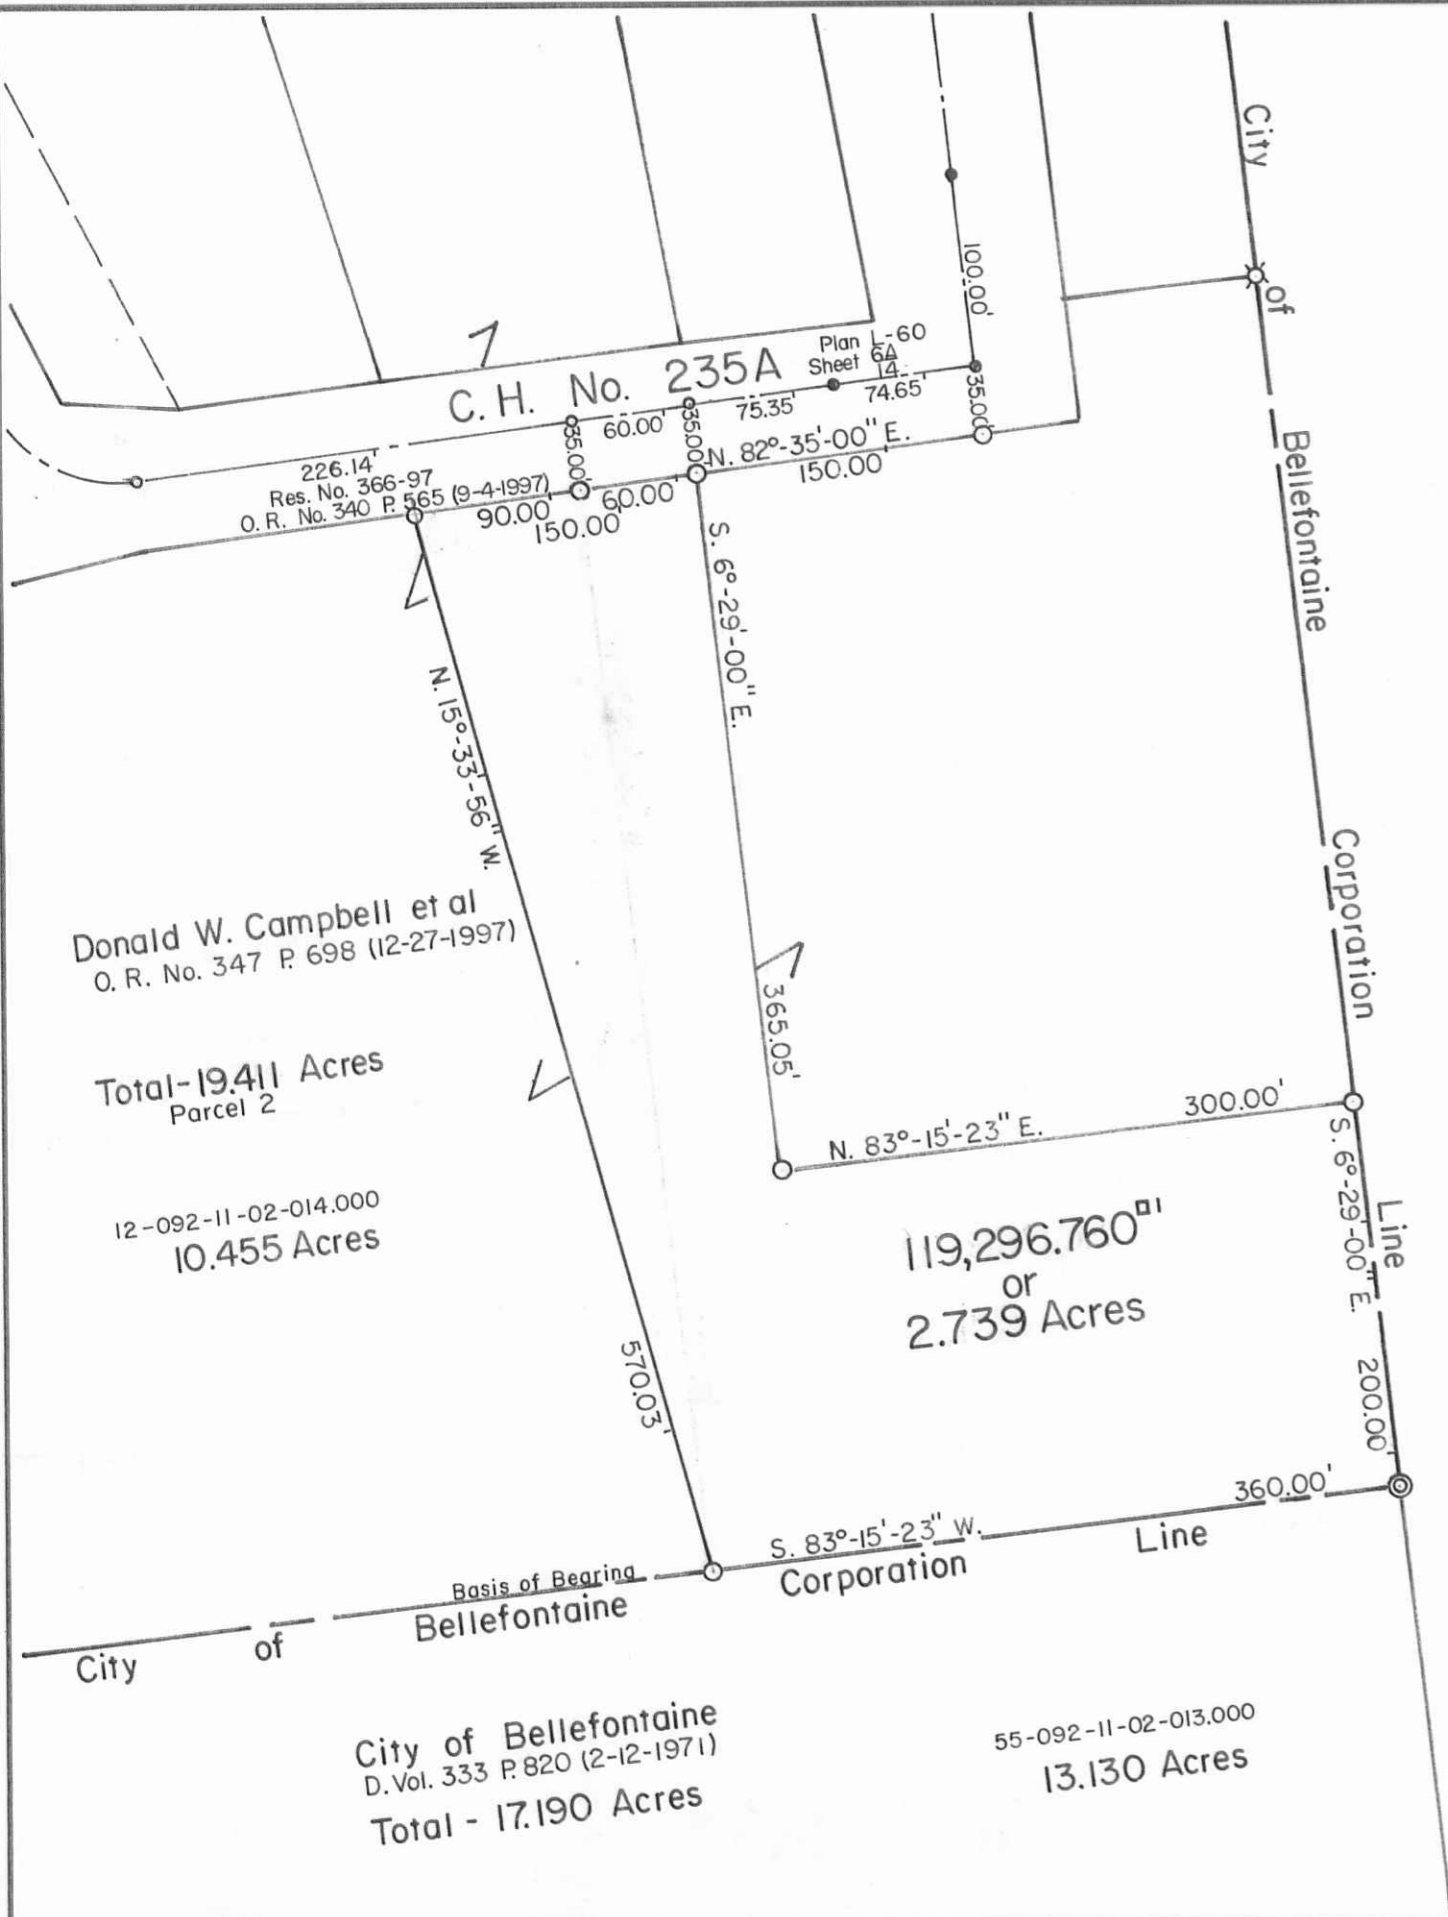 City
of
Bellefontaine
Corporation
Line
100.00'
Plan L-60
Sheet 6A
14
C. H. No. 235A
35.00'
74.65'
75.35'
35.00'
60.00'
35.00'
226.14'
N. 82°-35'-00" E.
150.00'
Res. No. 366-97
O. R. No. 340 P. 565 (9-4-1997)
90.00'
60.00'
150.00'
S. 6°-29'-00" E.
365.05'
N. 15°-33'-56" W.
570.03'
Donald W. Campbell et al
O. R. No. 347 P. 698 (12-27-1997)
Total-19.411 Acres
Parcel 2
12-092-11-02-014.000
10.455 Acres
N. 83°-15'-23" E.
300.00'
S. 6°-29'-00" E.
200.00'
119,296.760□'
or
2.739 Acres
360.00'
S. 83°-15'-23" W.
Basis of Bearing
City of Bellefontaine Corporation Line
City of Bellefontaine
D. Vol. 333 P. 820 (2-12-1971)
Total - 17.190 Acres
55-092-11-02-013.000
13.130 Acres